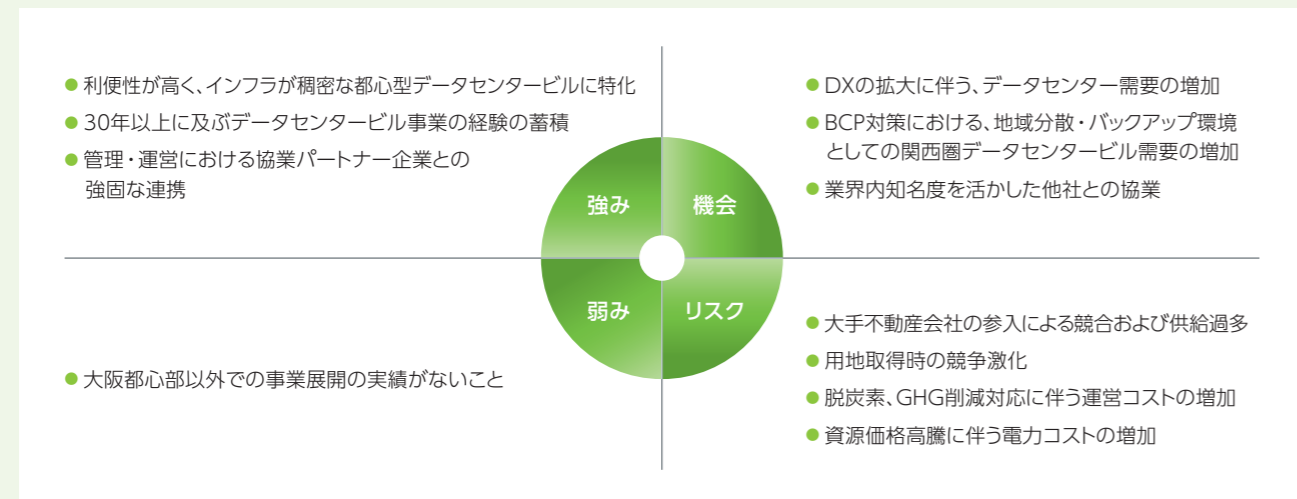 ● 利便性が高く、インフラが稠密な都心型データセンタービルに特化
● 30年以上に及ぶデータセンタービル事業の経験の蓄積
● 管理・運営における協業パートナー企業との
強固な連携
強み
● DXの拡大に伴う、データセンター需要の増加
● BCP対策における、地域分散・バックアップ環境
としての関西圏データセンタービル需要の増加
● 業界内知名度を活かした他社との協業
機会
弱み
● 大阪都心部以外での事業展開の実績がないこと
リスク
● 大手不動産会社の参入による競合および供給過多
● 用地取得時の競争激化
● 脱炭素、GHG削減対応に伴う運営コストの増加
● 資源価格高騰に伴う電力コストの増加